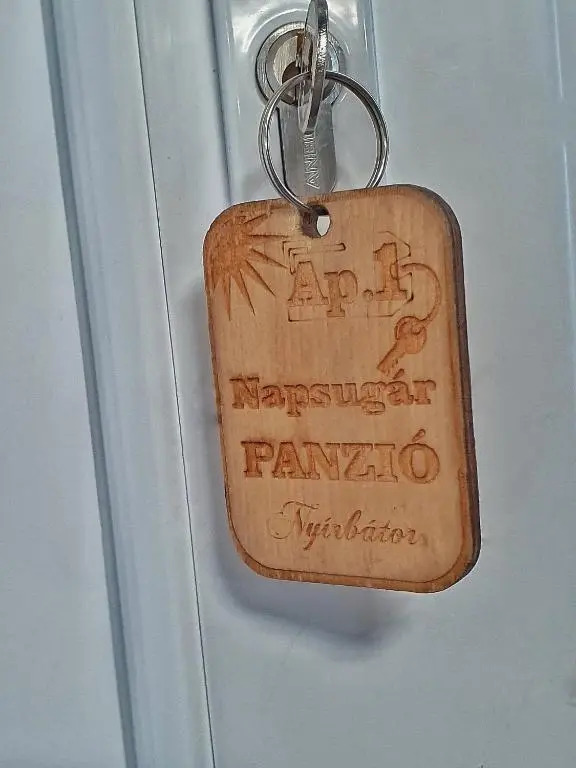 Ap.1
Napsugár
PANZIÓ
Nyírbátor